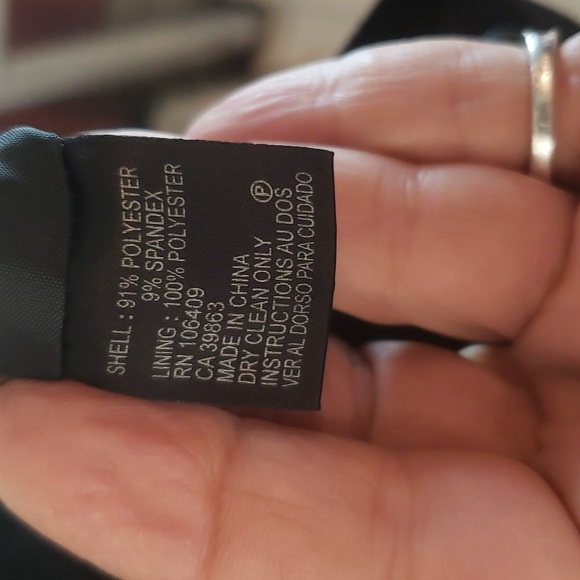 SHELL : 91% POLYESTER
9% SPANDEX
LINING : 100% POLYESTER
RN 106409
CA 39863
MADE IN CHINA
DRY CLEAN ONLY Ⓟ
INSTRUCTIONS AU DOS
VER AL DORSO PARA CUIDADO